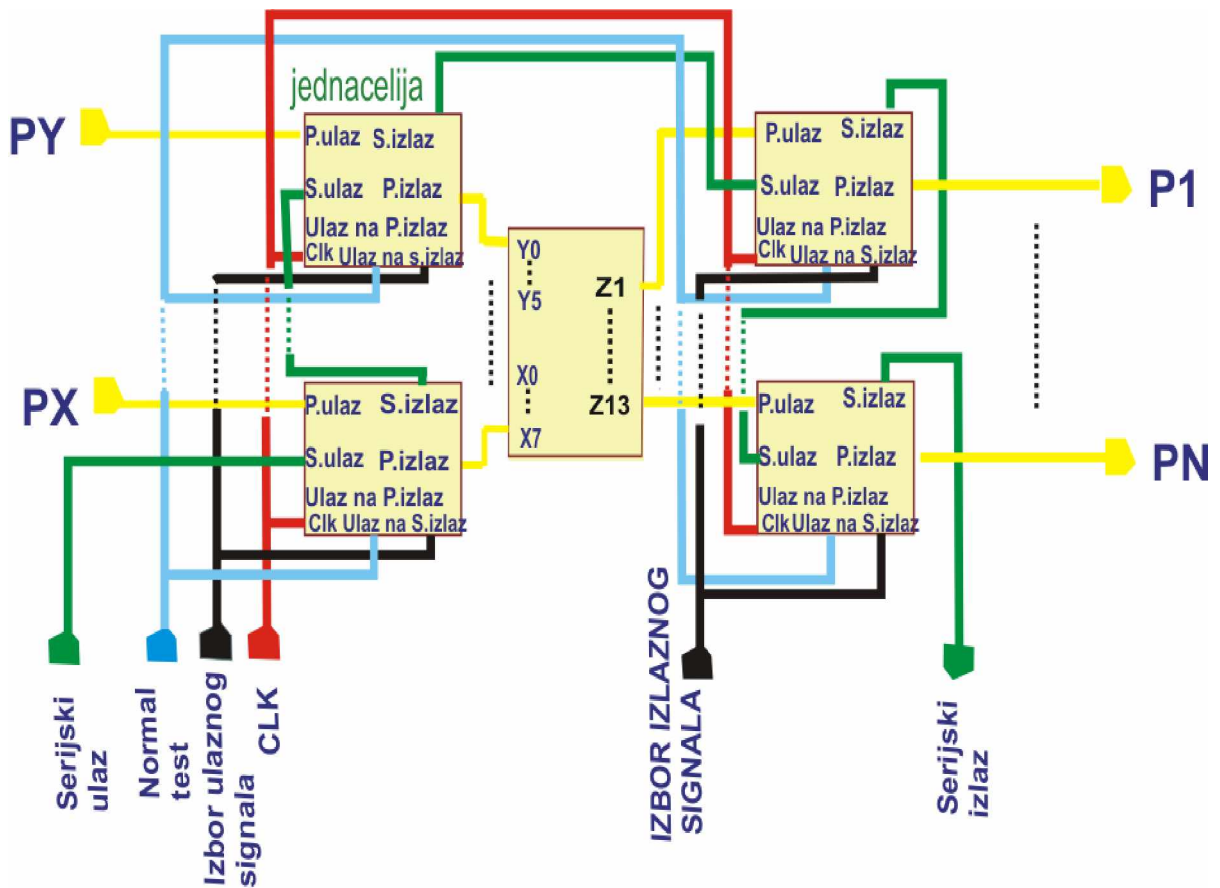 jednacelija
PY
P.ulaz S.izlaz
S.ulaz P.izlaz
Ulaz na P.izlaz
Clk Ulaz na s.izlaz
P.ulaz S.izlaz
S.ulaz P.izlaz
Ulaz na P.izlaz
Clk Ulaz na S.izlaz
P1
Y0
Y5
X0
X7
Z1
Z13
PX
P.ulaz S.izlaz
S.ulaz P.izlaz
Ulaz na P.izlaz
Clk Ulaz na S.izlaz
P.ulaz S.izlaz
S.ulaz P.izlaz
Ulaz na P.izlaz
Clk Ulaz na S.izlaz
PN
Serijski
ulaz
Normal
test
Izbor ulaznog
signala
CLK
IZBOR IZLAZNOG
SIGNALA
Serijski
izlaz